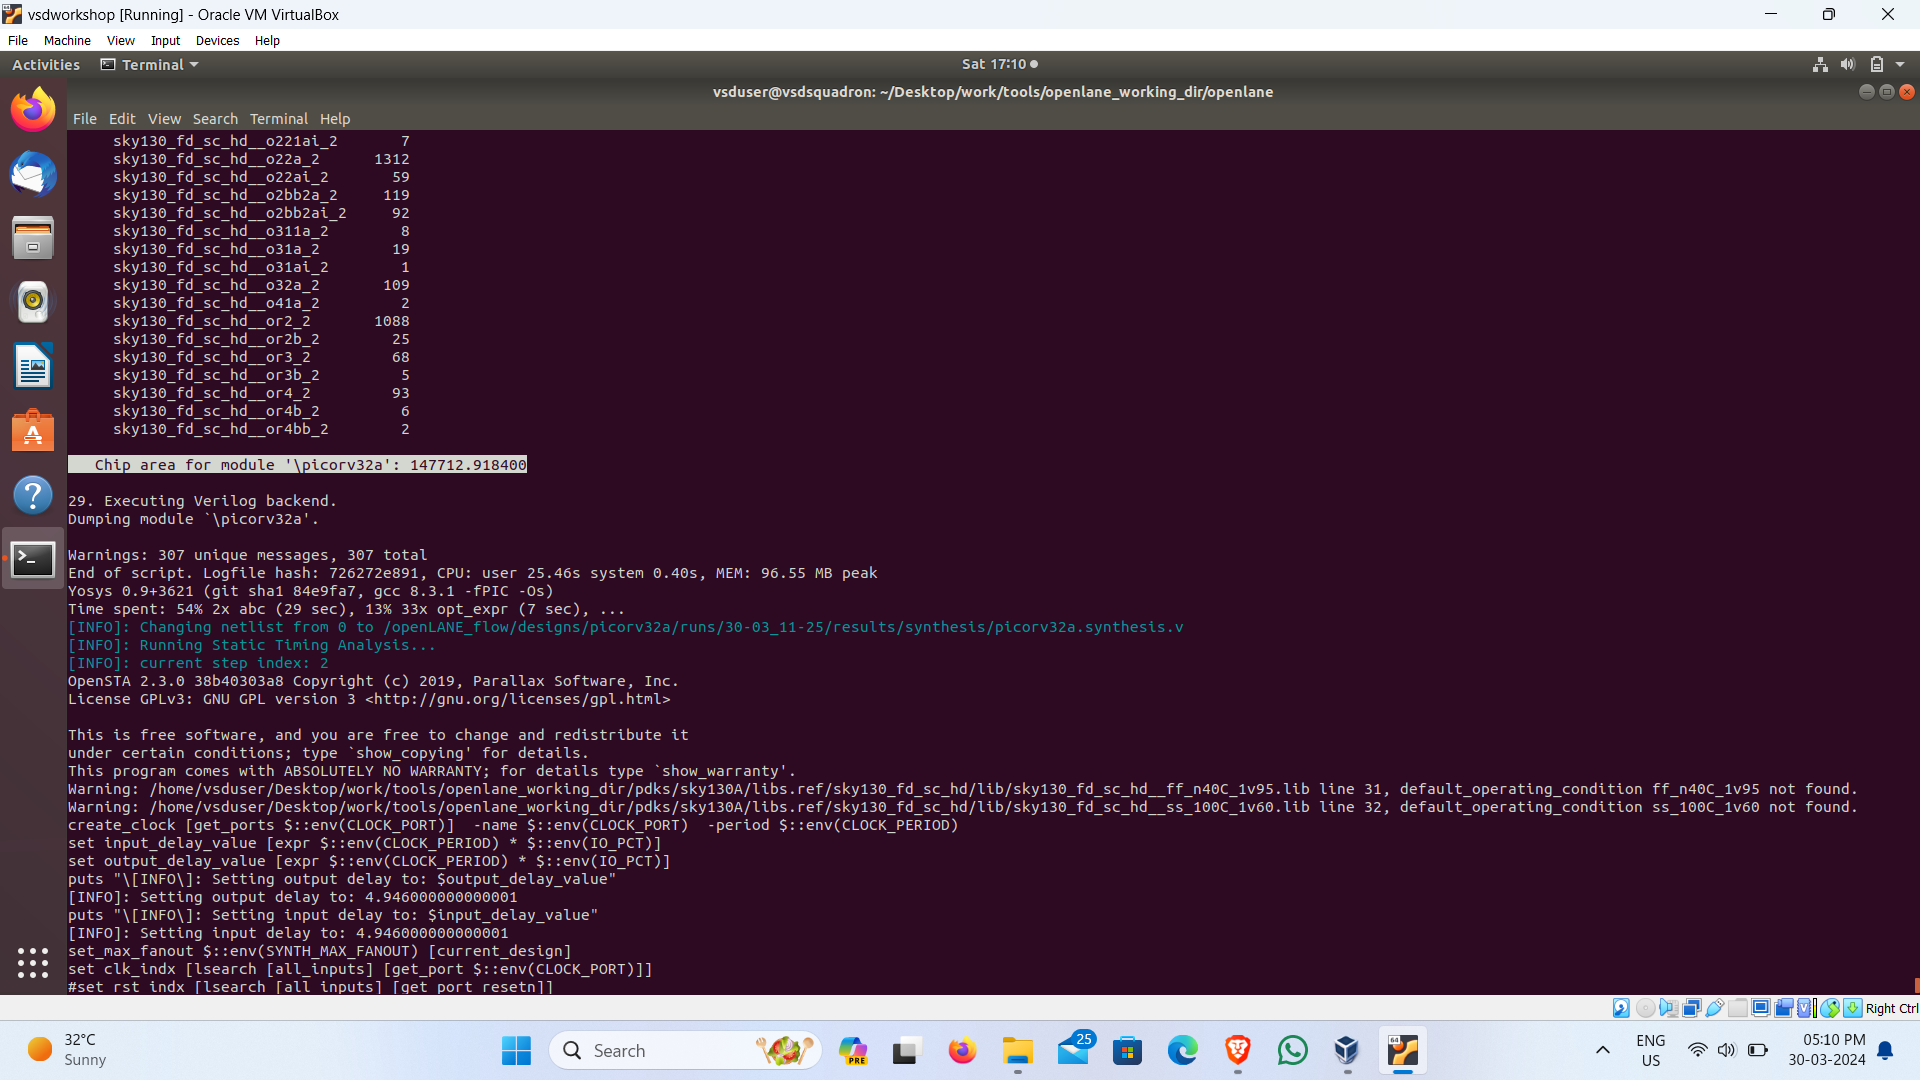 vsdworkshop [Running] - Oracle VM VirtualBox
File Machine View Input Devices Help
Activities Terminal Sat 17:10
vsduser@vsdsquadron: ~/Desktop/work/tools/openlane_working_dir/openlane
File Edit View Search Terminal Help
sky130_fd_sc_hd__o221ai_2 7
sky130_fd_sc_hd__o22a_2 1312
sky130_fd_sc_hd__o22ai_2 59
sky130_fd_sc_hd__o2bb2a_2 119
sky130_fd_sc_hd__o2bb2ai_2 92
sky130_fd_sc_hd__o311a_2 8
sky130_fd_sc_hd__o31a_2 19
sky130_fd_sc_hd__o31ai_2 1
sky130_fd_sc_hd__o32a_2 109
sky130_fd_sc_hd__o41a_2 2
sky130_fd_sc_hd__or2_2 1088
sky130_fd_sc_hd__or2b_2 25
sky130_fd_sc_hd__or3_2 68
sky130_fd_sc_hd__or3b_2 5
sky130_fd_sc_hd__or4_2 93
sky130_fd_sc_hd__or4b_2 6
sky130_fd_sc_hd__or4bb_2 2
Chip area for module '\picorv32a': 147712.918400
29. Executing Verilog backend.
Dumping module `\picorv32a'.
Warnings: 307 unique messages, 307 total
End of script. Logfile hash: 726272e891, CPU: user 25.46s system 0.40s, MEM: 96.55 MB peak
Yosys 0.9+3621 (git sha1 84e9fa7, gcc 8.3.1 -fPIC -Os)
Time spent: 54% 2x abc (29 sec), 13% 33x opt_expr (7 sec), ...
[INFO]: Changing netlist from 0 to /openLANE_flow/designs/picorv32a/runs/30-03_11-25/results/synthesis/picorv32a.synthesis.v
[INFO]: Running Static Timing Analysis...
[INFO]: current step index: 2
OpenSTA 2.3.0 38b40303a8 Copyright (c) 2019, Parallax Software, Inc.
License GPLv3: GNU GPL version 3 <http://gnu.org/licenses/gpl.html>
This is free software, and you are free to change and redistribute it
under certain conditions; type `show_copying' for details.
This program comes with ABSOLUTELY NO WARRANTY; for details type `show_warranty'.
Warning: /home/vsduser/Desktop/work/tools/openlane_working_dir/pdks/sky130A/libs.ref/sky130_fd_sc_hd/lib/sky130_fd_sc_hd__ff_n40C_1v95.lib line 31, default_operating_condition ff_n40C_1v95 not found.
Warning: /home/vsduser/Desktop/work/tools/openlane_working_dir/pdks/sky130A/libs.ref/sky130_fd_sc_hd/lib/sky130_fd_sc_hd__ss_100C_1v60.lib line 32, default_operating_condition ss_100C_1v60 not found.
create_clock [get_ports $::env(CLOCK_PORT)] -name $::env(CLOCK_PORT) -period $::env(CLOCK_PERIOD)
set input_delay_value [expr $::env(CLOCK_PERIOD) * $::env(IO_PCT)]
set output_delay_value [expr $::env(CLOCK_PERIOD) * $::env(IO_PCT)]
puts "\[INFO\]: Setting output delay to: $output_delay_value"
[INFO]: Setting output delay to: 4.946000000000001
puts "\[INFO\]: Setting input delay to: $input_delay_value"
[INFO]: Setting input delay to: 4.946000000000001
set_max_fanout $::env(SYNTH_MAX_FANOUT) [current_design]
set clk_indx [lsearch [all_inputs] [get_port $::env(CLOCK_PORT)]]
#set rst_indx [lsearch [all_inputs] [get_port resetn]]
Right Ctrl
32°C
Sunny
Search
PRE
25
64
ENG
US
05:10 PM
30-03-2024